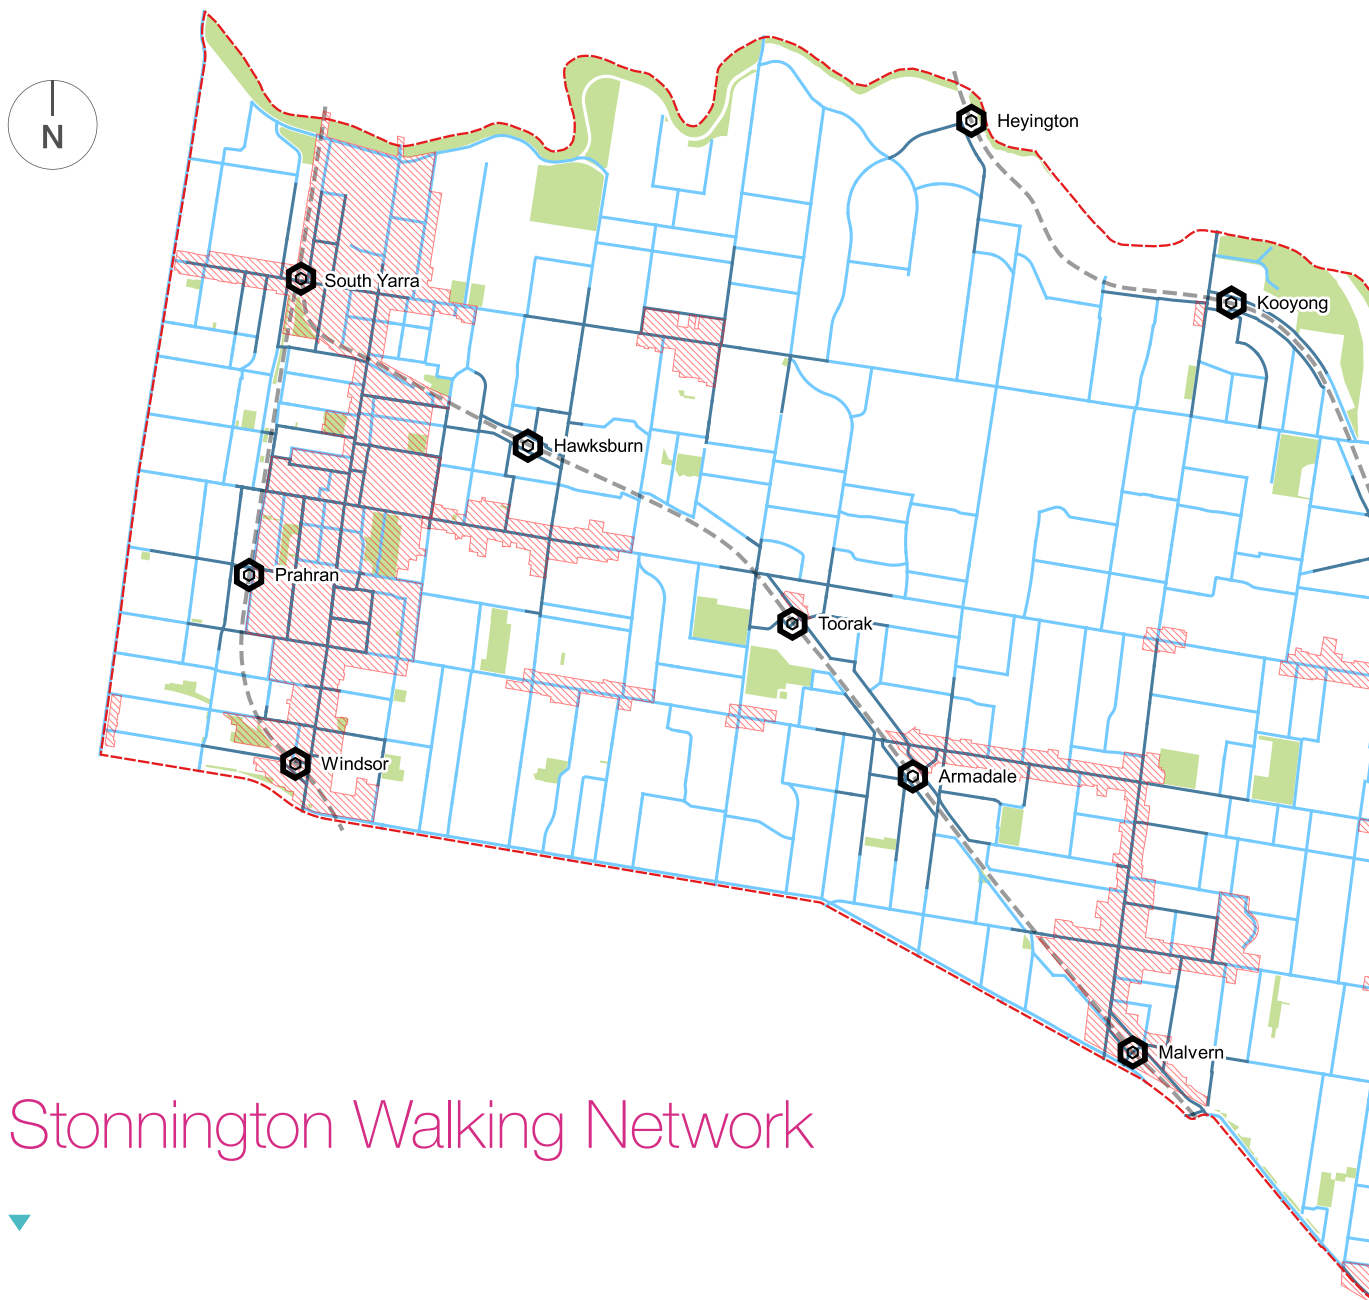 N
Heyington
South Yarra
Kooyong
Hawksburn
Prahran
Toorak
Windsor
Armadale
Malvern
Stonnington Walking Network